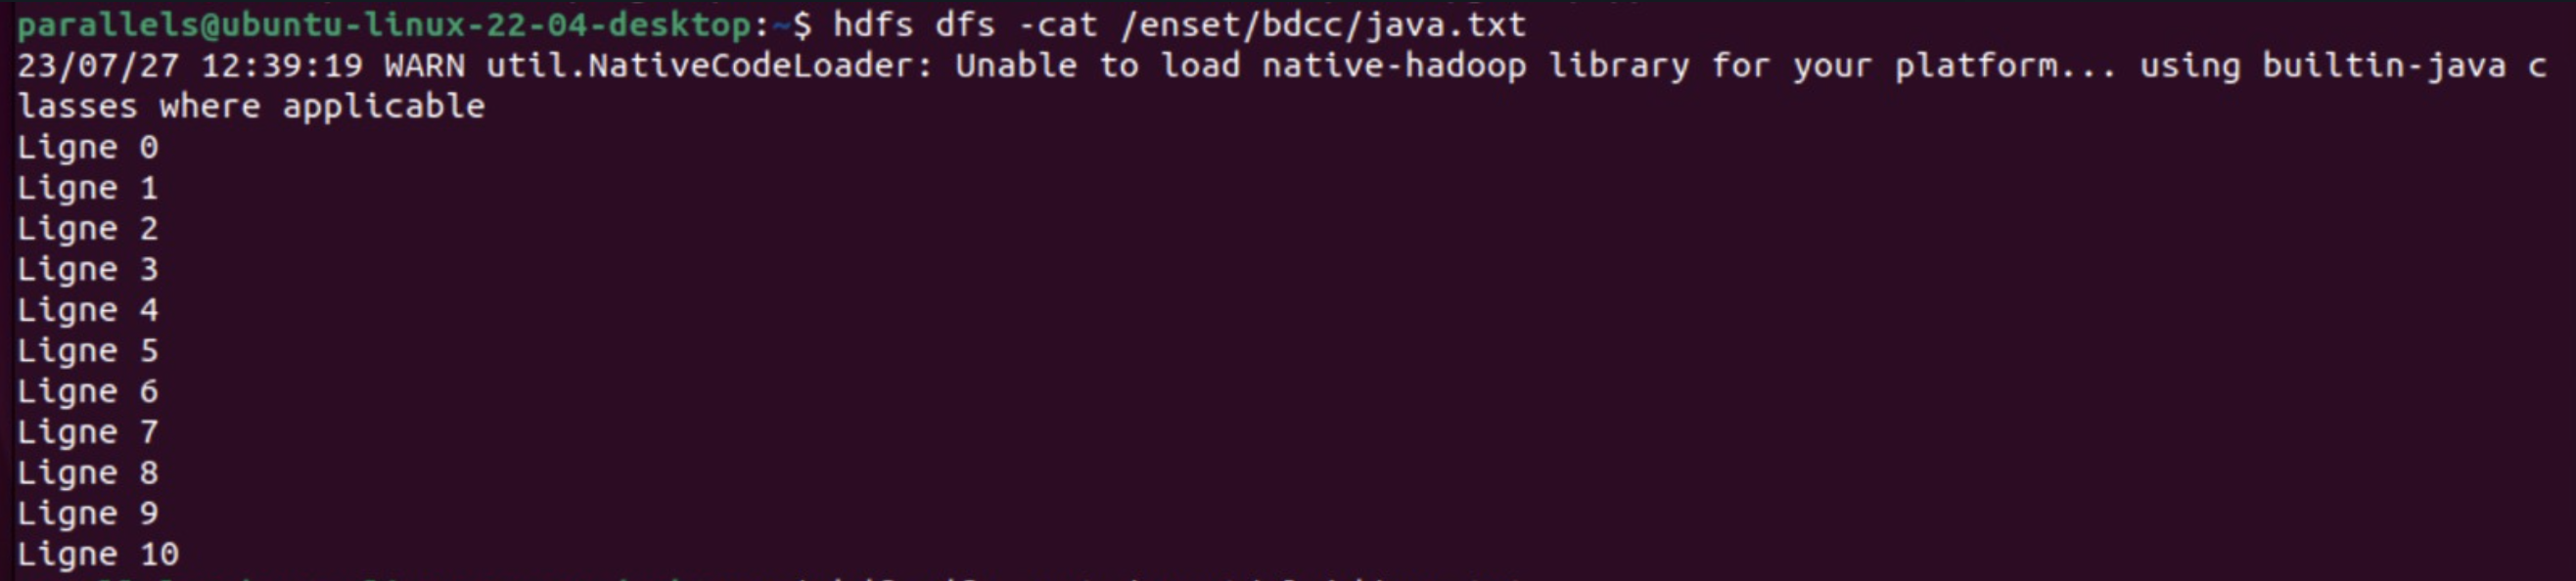 parallels@ubuntu-linux-22-04-desktop:~$ hdfs dfs -cat /enset/bdcc/java.txt
23/07/27 12:39:19 WARN util.NativeCodeLoader: Unable to load native-hadoop library for your platform... using builtin-java c
lasses where applicable
Ligne 0
Ligne 1
Ligne 2
Ligne 3
Ligne 4
Ligne 5
Ligne 6
Ligne 7
Ligne 8
Ligne 9
Ligne 10